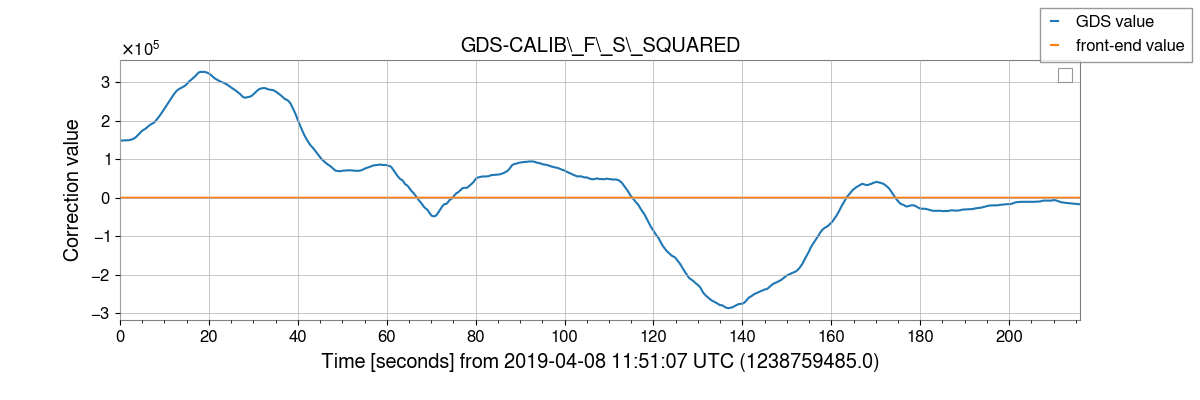 GDS value
front-end value
GDS-CALIB\_F\_S\_SQUARED
×10⁵
3
2
1
0
−1
−2
−3
Correction value
0 20 40 60 80 100 120 140 160 180 200
Time [seconds] from 2019-04-08 11:51:07 UTC (1238759485.0)